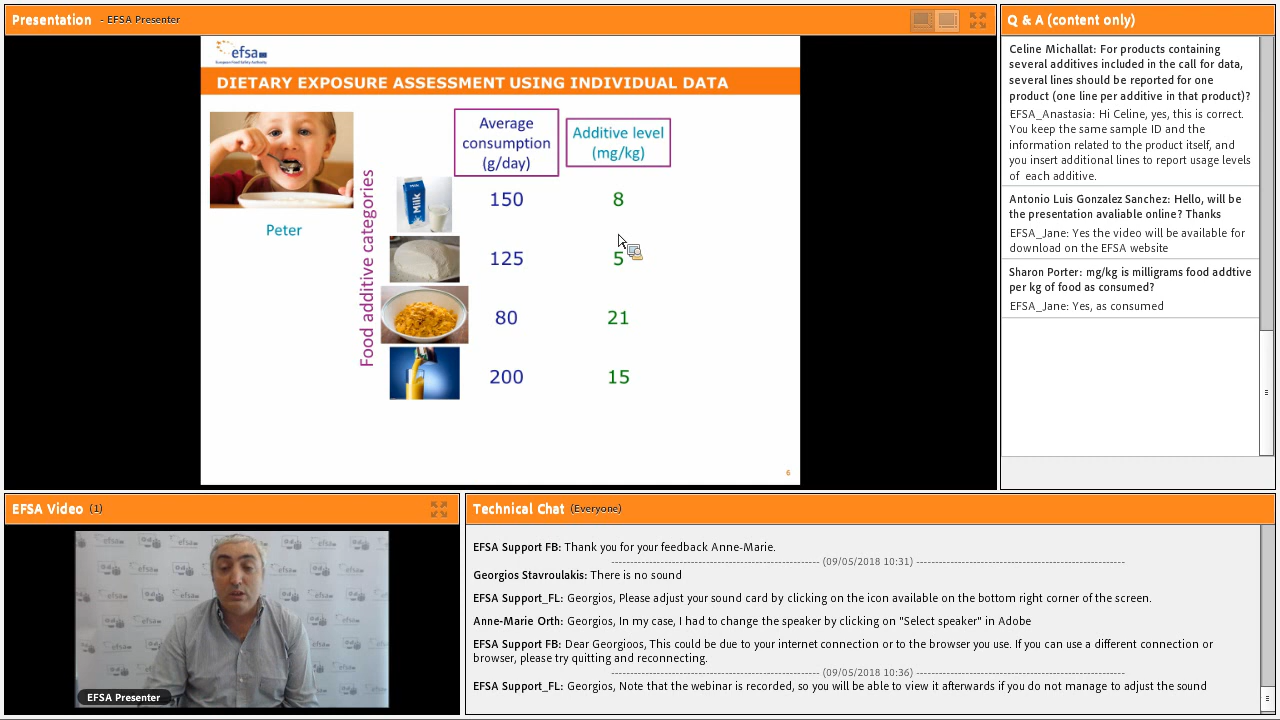 Presentation - EFSA Presenter
efsa
European Food Safety Authority
DIETARY EXPOSURE ASSESSMENT USING INDIVIDUAL DATA
Average
consumption
(g/day)
Additive level
(mg/kg)
Peter
Food additive categories
Milk
150 8
125 5
80 21
200 15
6
Q & A (content only)
Celine Michallat: For products containing
several additives included in the call for data,
several lines should be reported for one
product (one line per additive in that product)?
EFSA_Anastasia: Hi Celine, yes, this is correct.
You keep the same sample ID and the
information related to the product itself, and
you insert additional lines to report usage levels
of each additive.
Antonio Luis Gonzalez Sanchez: Hello, will be
the presentation avaliable online? Thanks
EFSA_Jane: Yes the video will be available for
download on the EFSA website
Sharon Porter: mg/kg is milligrams food addtive
per kg of food as consumed?
EFSA_Jane: Yes, as consumed
EFSA Video (1)
EFSA Presenter
Technical Chat (Everyone)
EFSA Support FB: Thank you for your feedback Anne-Marie.
(09/05/2018 10:31)
Georgios Stavroulakis: There is no sound
EFSA Support_FL: Georgios, Please adjust your sound card by clicking on the icon available on the bottom right corner of the screen.
Anne-Marie Orth: Georgios, In my case, I had to change the speaker by clicking on "Select speaker" in Adobe
EFSA Support FB: Dear Georgioos, This could be due to your internet connection or to the browser you use. If you can use a different connection or
browser, please try quitting and reconnecting.
(09/05/2018 10:36)
EFSA Support_FL: Georgios, Note that the webinar is recorded, so you will be able to view it afterwards if you do not manage to adjust the sound